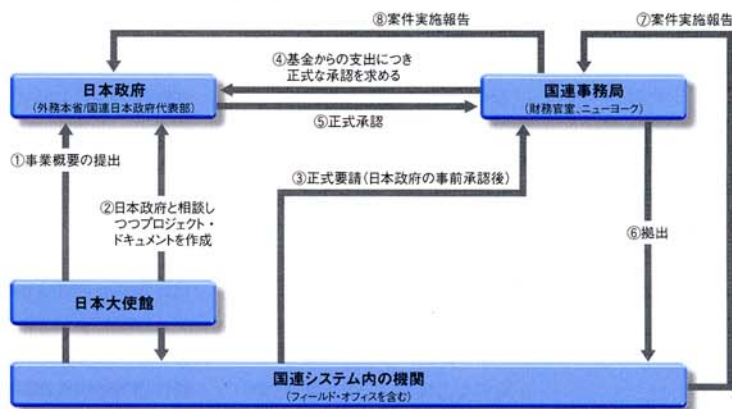 ⑧案件実施報告
⑦案件実施報告
④基金からの支出につき
正式な承認を求める
日本政府
(外務本省/国連日本政府代表部)
国連事務局
(財務官室、ニューヨーク)
⑤正式承認
①事業概要の提出
③正式要請(日本政府の事前承認後)
②日本政府と相談し
つつプロジェクト・
ドキュメントを作成
⑥拠出
日本大使館
国連システム内の機関
(フィールド・オフィスを含む)